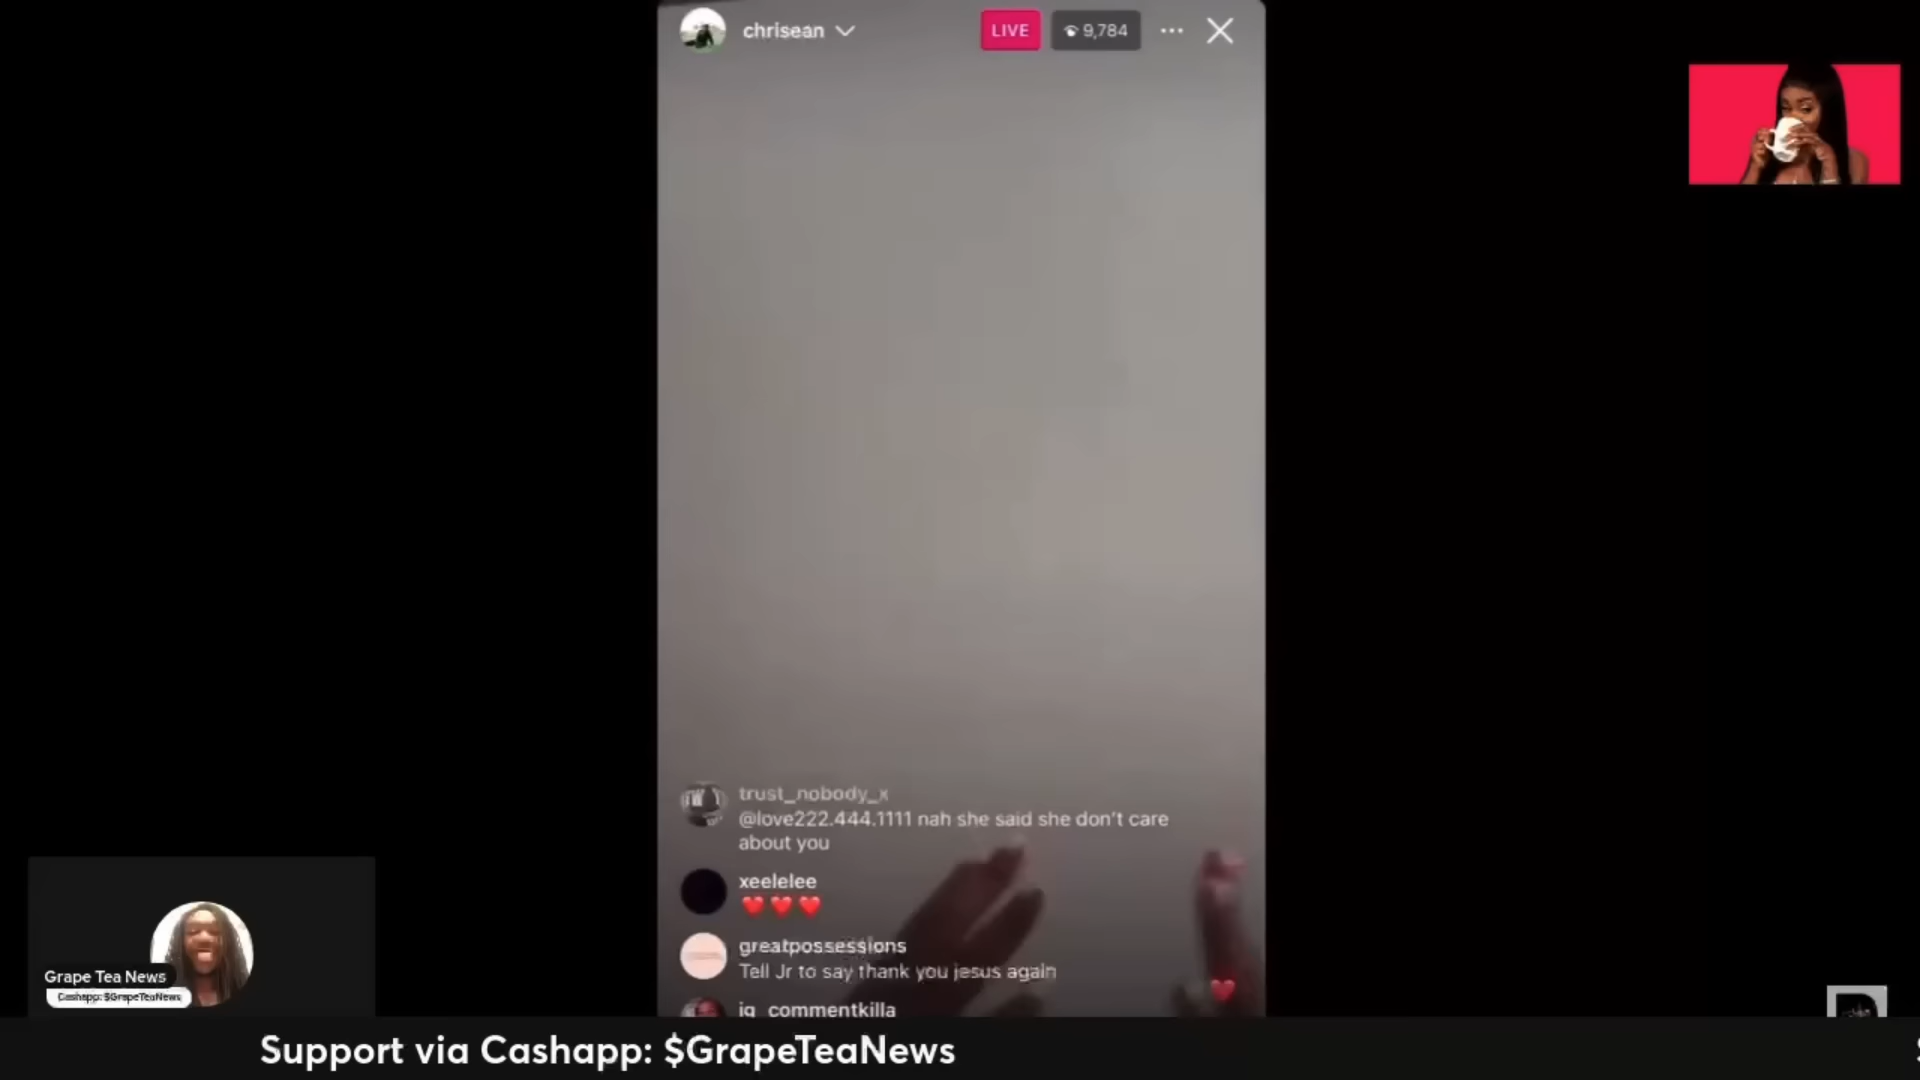 chrisean
LIVE
9,784
trust_nobody_x
@love222.444.1111 nah she said she don't care
about you
xeelelee
greatpossessions
Tell Jr to say thank you jesus again
ig_commentkilla
Grape Tea News
Cashapp: $GrapeTeaNews
Support via Cashapp: $GrapeTeaNews